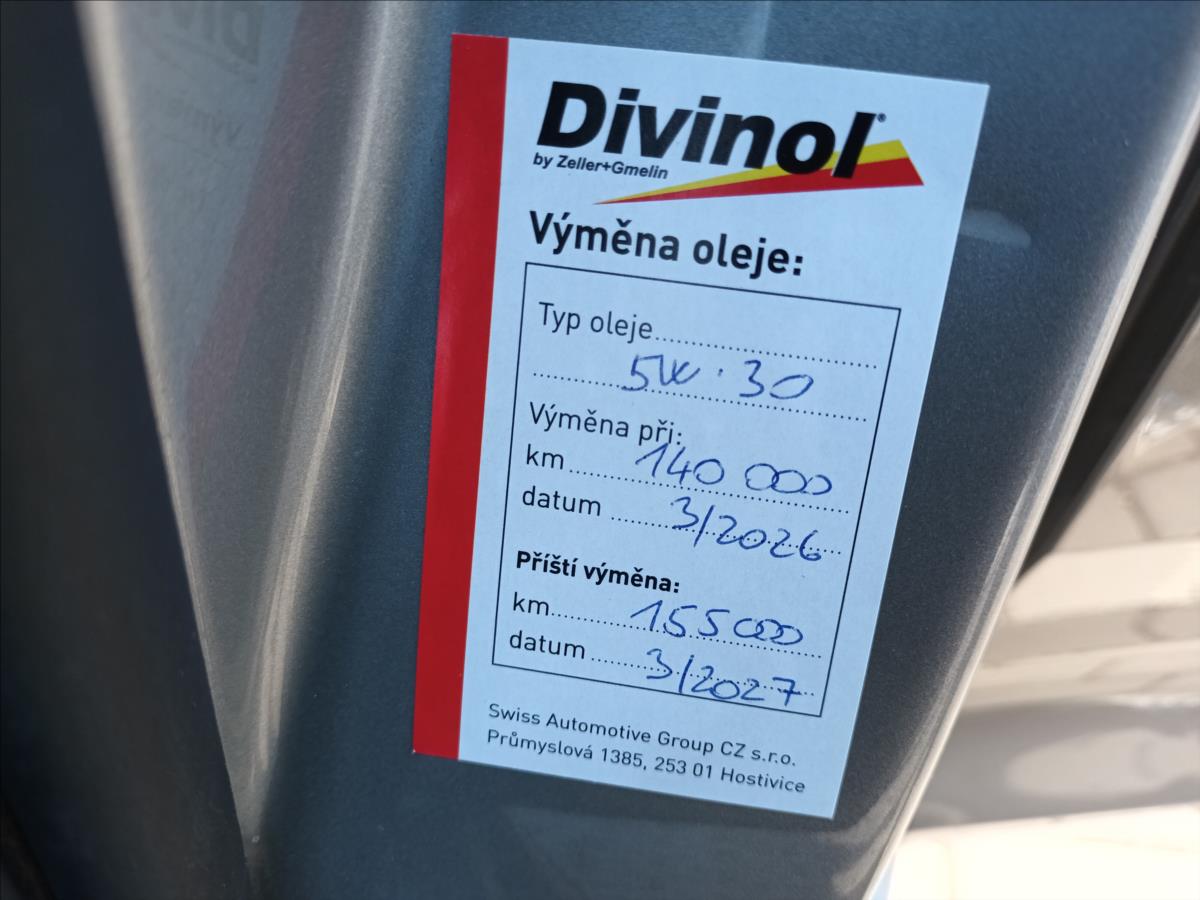 Divinol®
by Zeller+Gmelin
Výměna oleje:
Typ oleje....................................
5W · 30
Výměna při:
km 140 000
datum 3/2026
Příští výměna:
km 155 000
datum 3/2027
Swiss Automotive Group CZ s.r.o.
Průmyslová 1385, 253 01 Hostivice